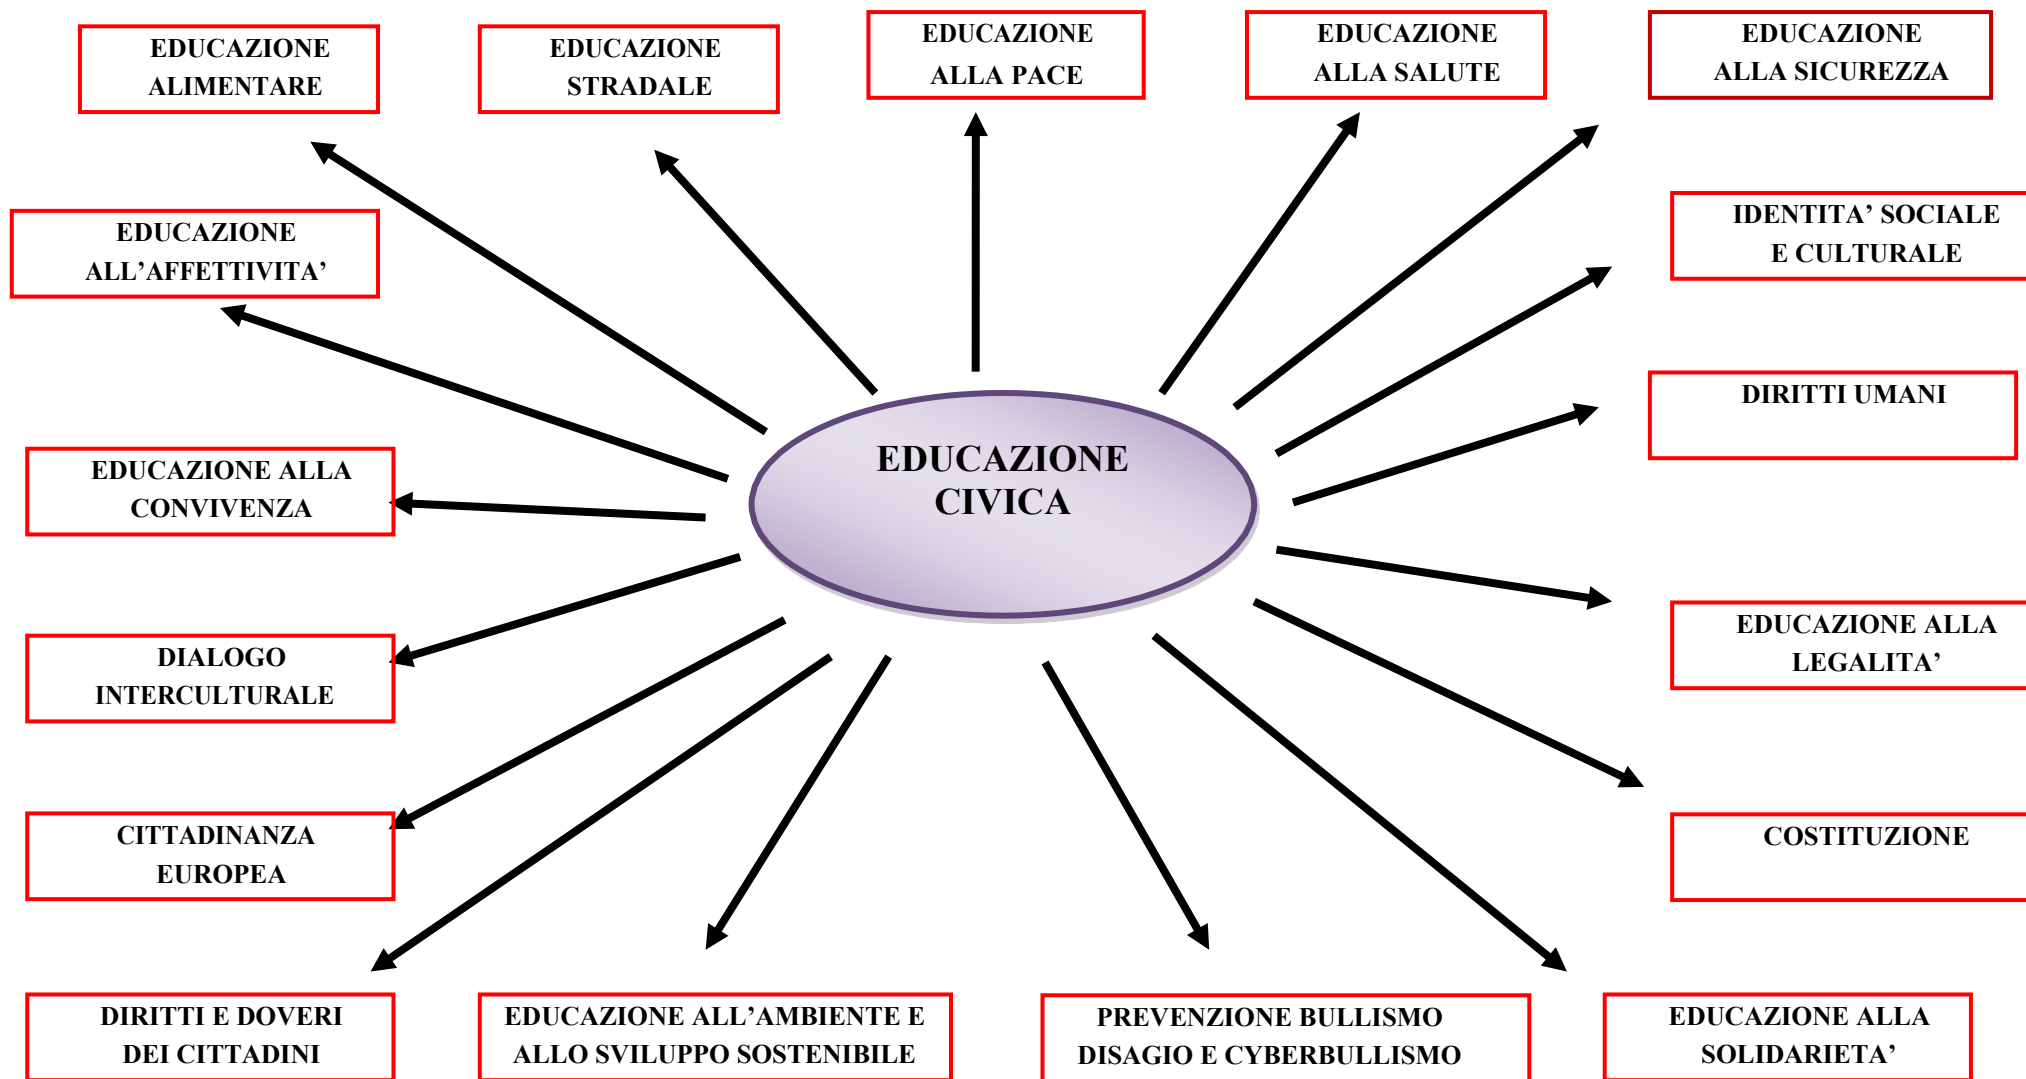 EDUCAZIONE
ALIMENTARE
EDUCAZIONE
STRADALE
EDUCAZIONE
ALLA PACE
EDUCAZIONE
ALLA SALUTE
EDUCAZIONE
ALLA SICUREZZA
EDUCAZIONE
ALL’AFFETTIVITA’
IDENTITA’ SOCIALE
E CULTURALE
DIRITTI UMANI
EDUCAZIONE
CIVICA
EDUCAZIONE ALLA
CONVIVENZA
EDUCAZIONE ALLA
LEGALITA’
DIALOGO
INTERCULTURALE
CITTADINANZA
EUROPEA
COSTITUZIONE
DIRITTI E DOVERI
DEI CITTADINI
EDUCAZIONE ALL’AMBIENTE E
ALLO SVILUPPO SOSTENIBILE
PREVENZIONE BULLISMO
DISAGIO E CYBERBULLISMO
EDUCAZIONE ALLA
SOLIDARIETA’